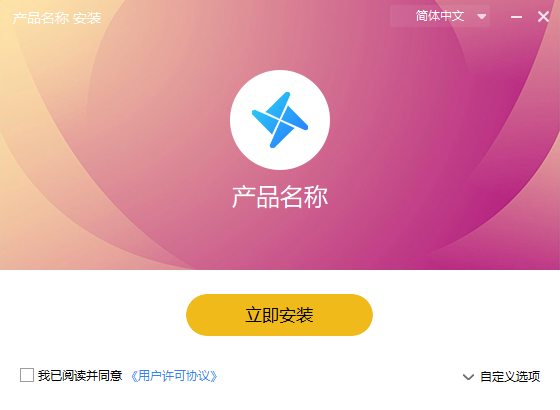 产品名称 安装
简体中文
产品名称
立即安装
我已阅读并同意 《用户许可协议》
自定义选项